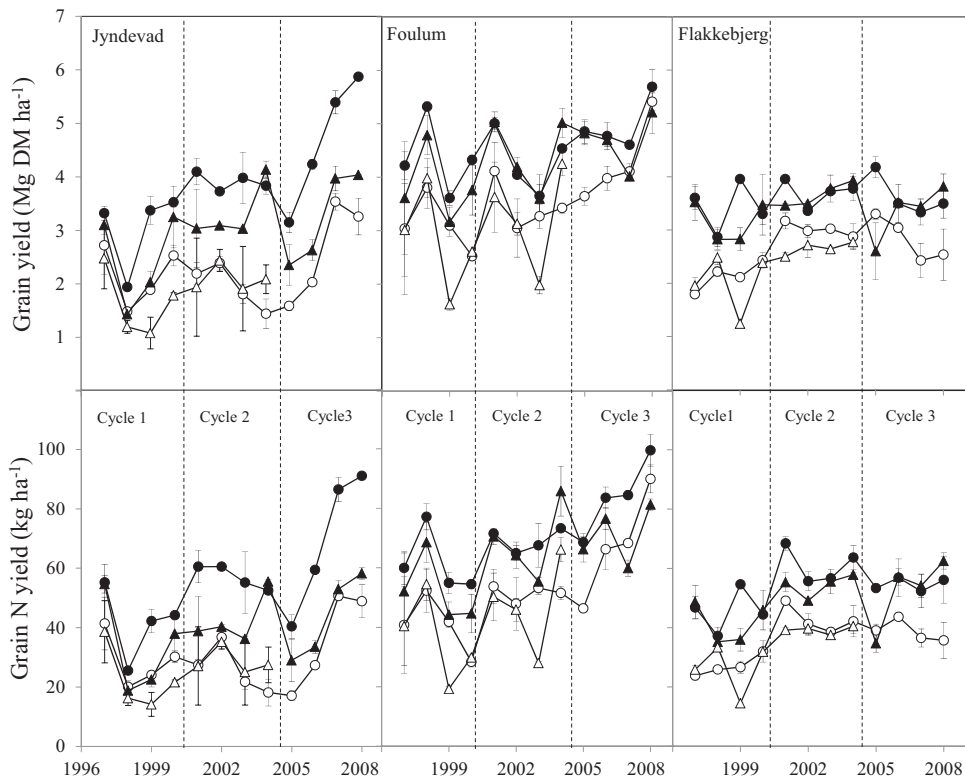 Jyndevad
Foulum
Flakkebjerg
Grain yield (Mg DM ha-1)
7
6
5
4
3
2
1
Cycle 1
Cycle 2
Cycle3
Cycle 1
Cycle 2
Cycle 3
Cycle1
Cycle 2
Cycle 3
Grain N yield (kg ha-1)
100
80
60
40
20
0
1996 1999 2002 2005 2008
1999 2002 2005 2008
1999 2002 2005 2008